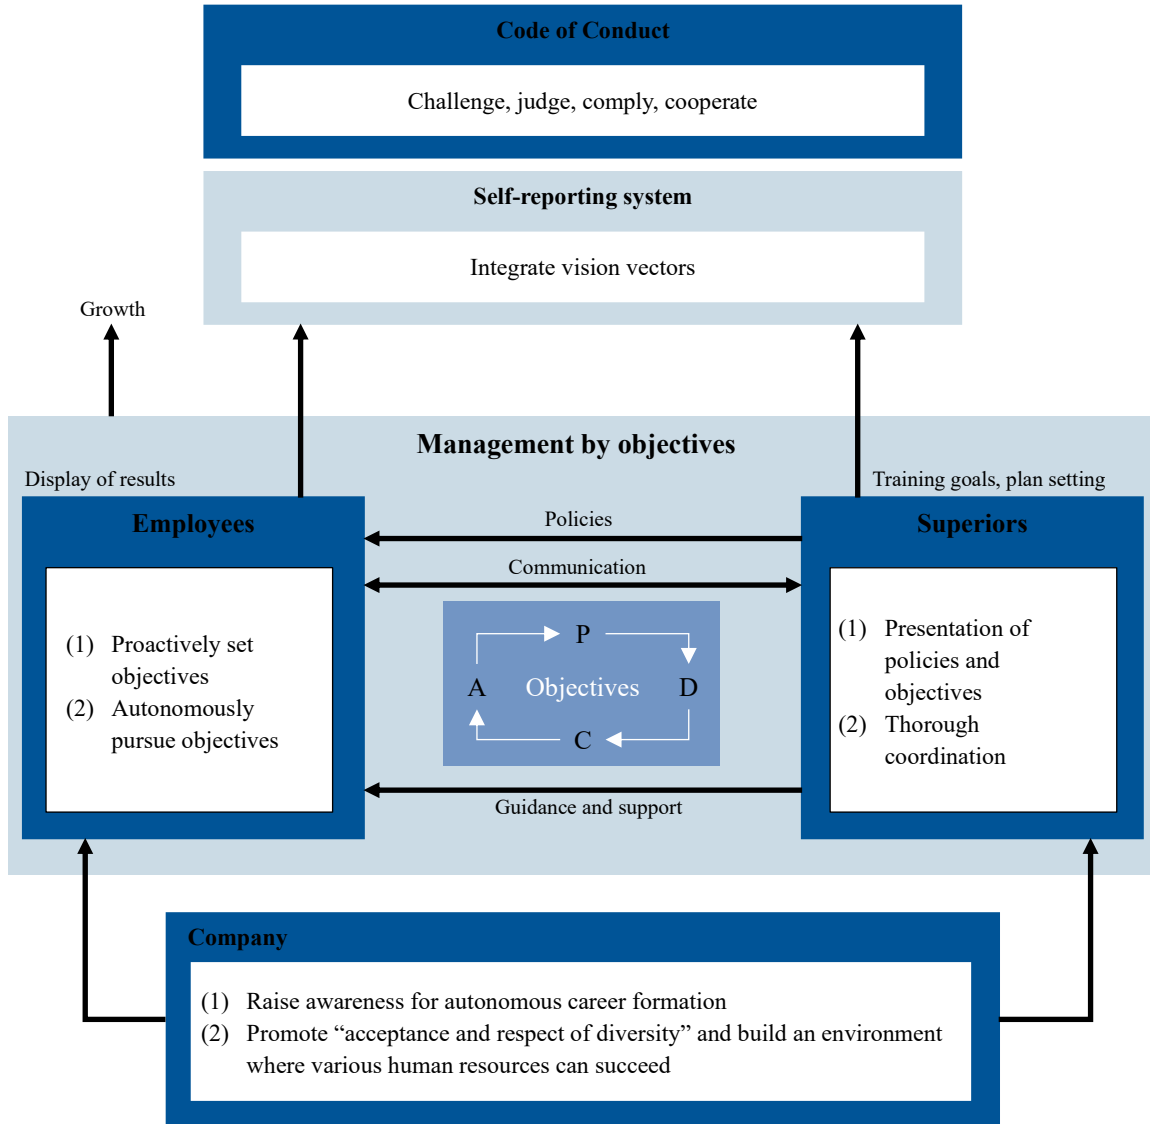 Code of Conduct
Challenge, judge, comply, cooperate
Self-reporting system
Integrate vision vectors
Growth
Management by objectives
Display of results
Training goals, plan setting
Employees
(1) Proactively set
objectives
(2) Autonomously
pursue objectives
Policies
Communication
P
A
Objectives
D
C
Guidance and support
Superiors
(1) Presentation of
policies and
objectives
(2) Thorough
coordination
Company
(1) Raise awareness for autonomous career formation
(2) Promote “acceptance and respect of diversity” and build an environment
where various human resources can succeed